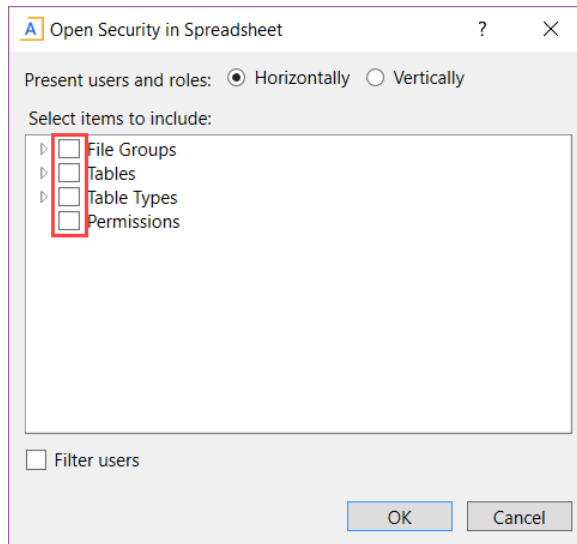 A Open Security in Spreadsheet ?
Present users and roles: Horizontally Vertically
Select items to include:
File Groups
Tables
Table Types
Permissions
Filter users
OK Cancel